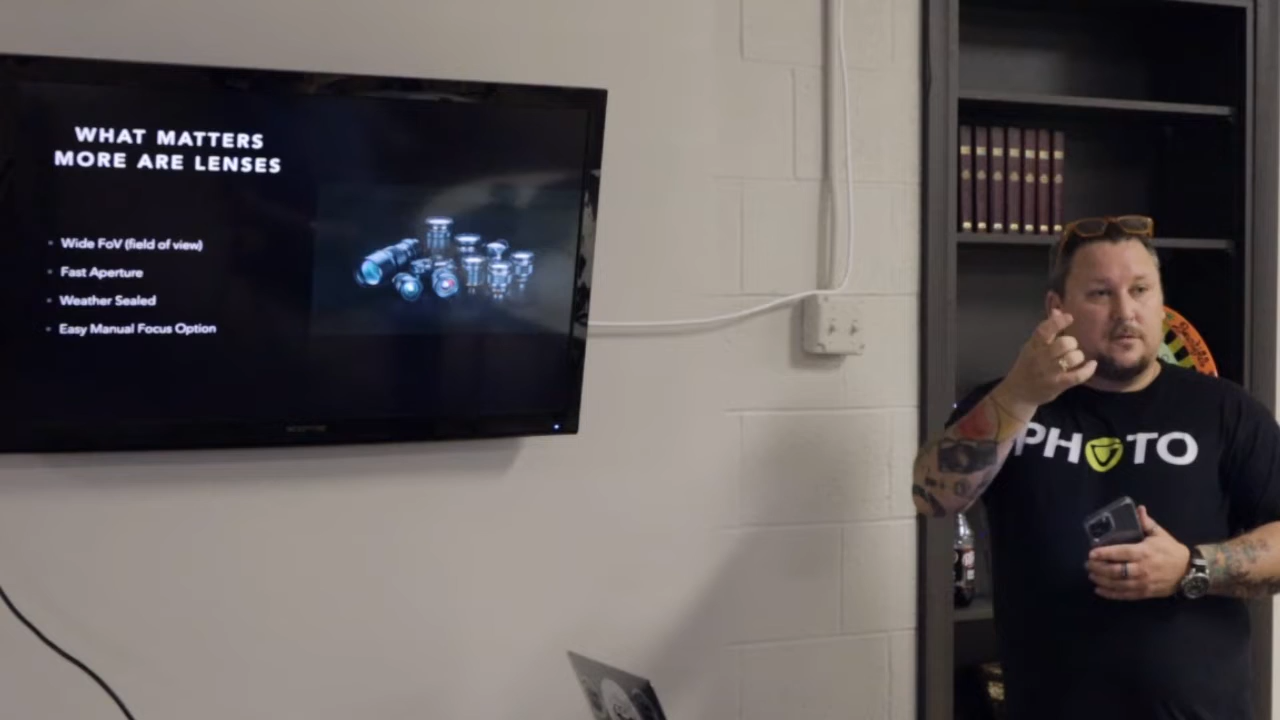 WHAT MATTERS
MORE ARE LENSES
Wide FoV (field of view)
Fast Aperture
Weather Sealed
Easy Manual Focus Option
SCEPTRE
PHOTO